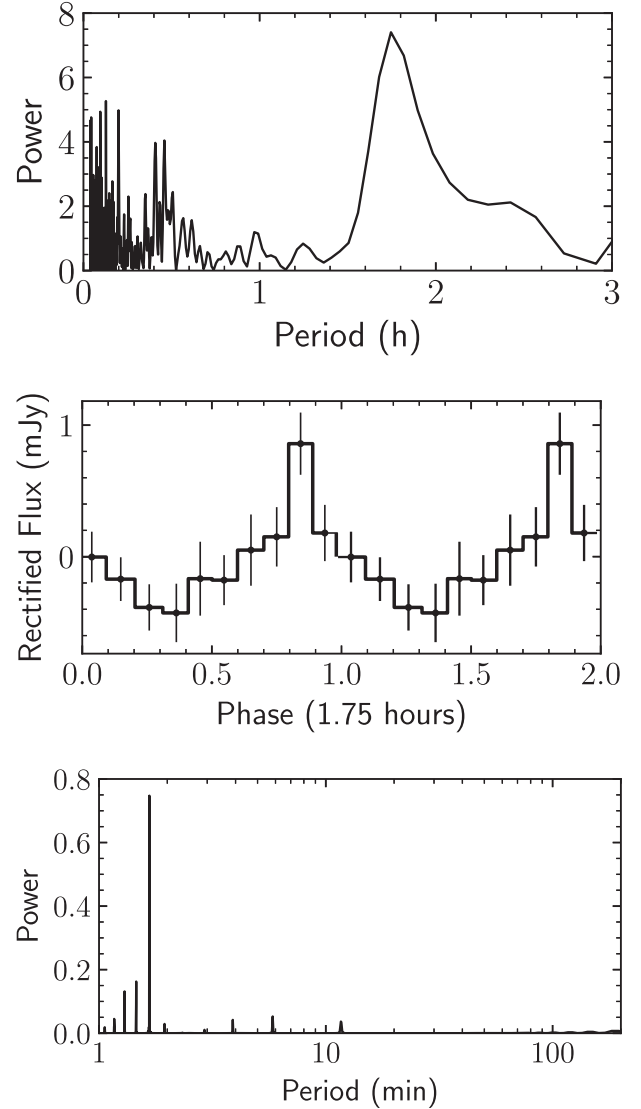 8
6
4
2
0
Power
0 1 2 3
Period (h)
1
0
Rectified Flux (mJy)
0.0 0.5 1.0 1.5 2.0
Phase (1.75 hours)
0.8
0.6
0.4
0.2
0.0
Power
1 10 100
Period (min)